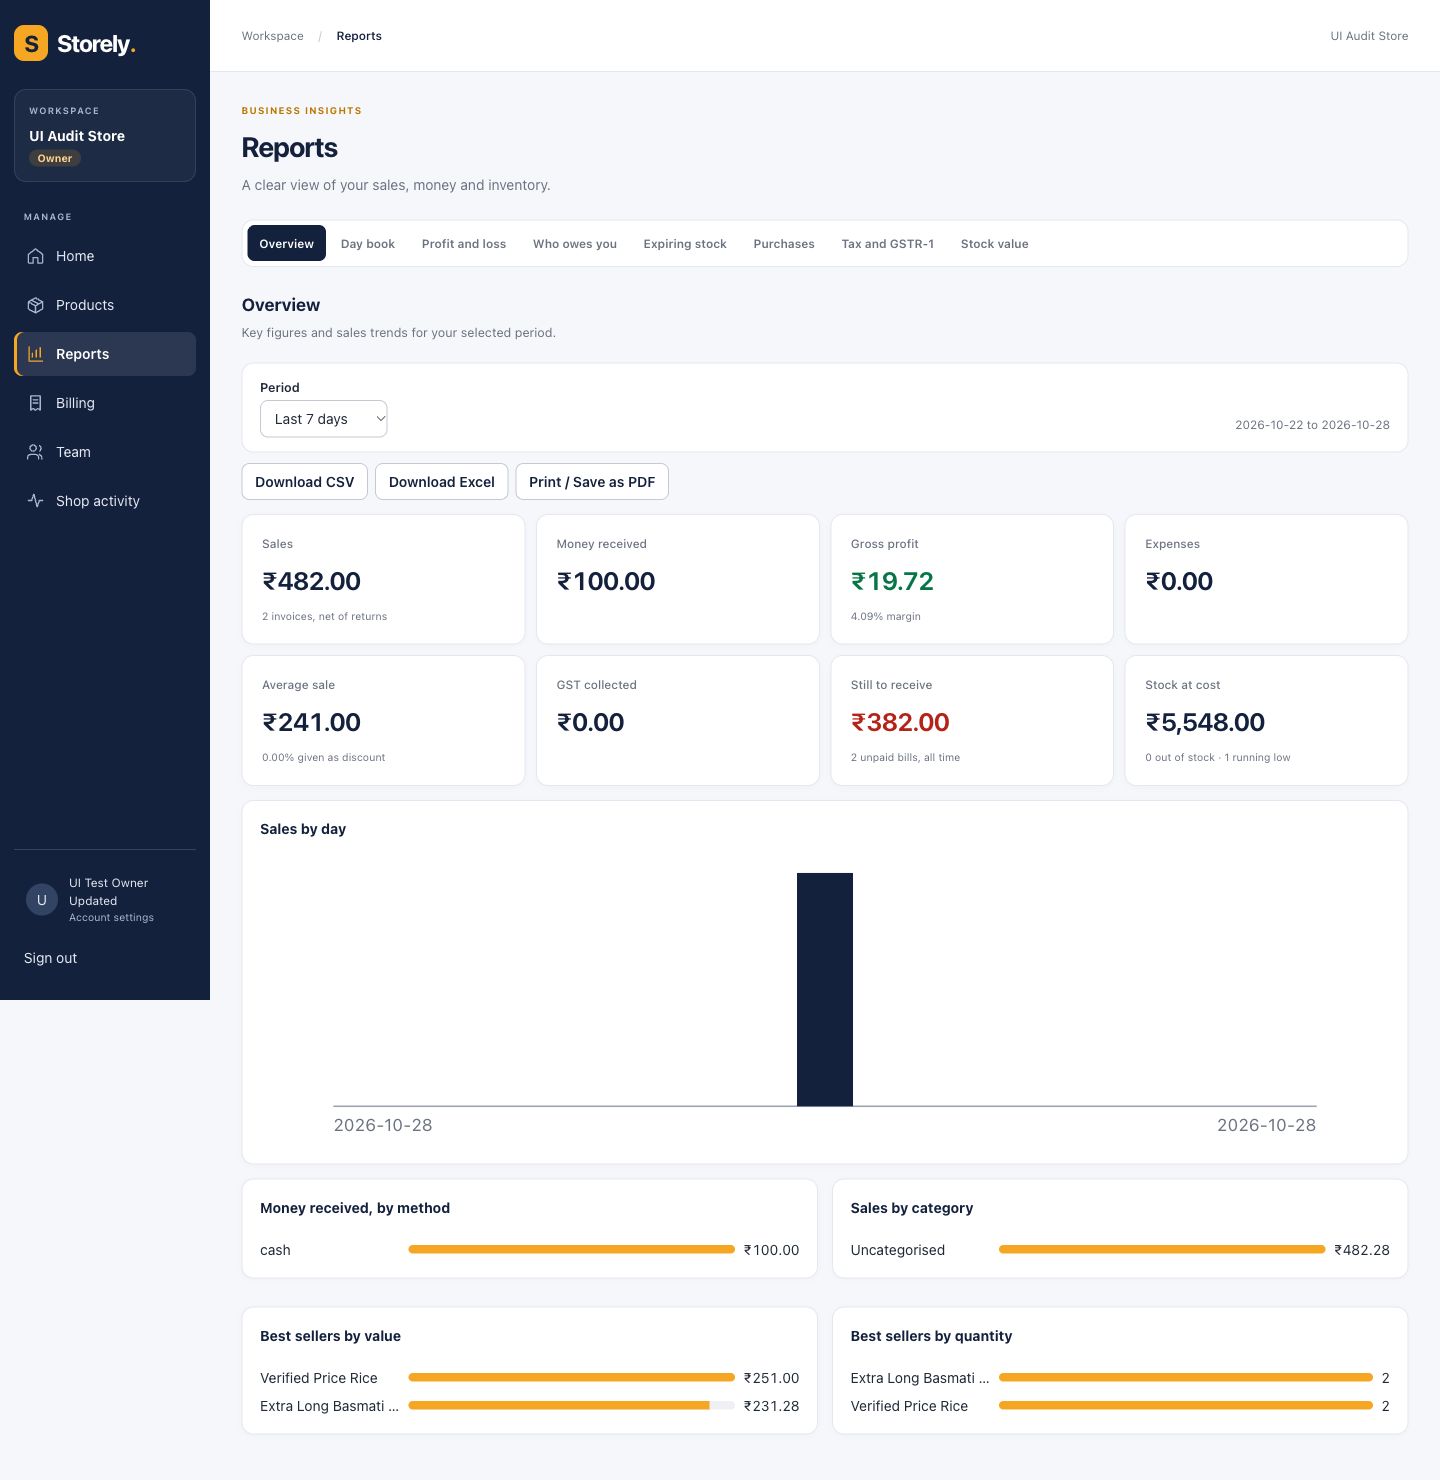 S Storely.
WORKSPACE
UI Audit Store
Owner
MANAGE
Home
Products
Reports
Billing
Team
Shop activity
U
UI Test Owner
Updated
Account settings
Sign out
Workspace / Reports
UI Audit Store
BUSINESS INSIGHTS
Reports
A clear view of your sales, money and inventory.
Overview Day book Profit and loss Who owes you Expiring stock Purchases Tax and GSTR-1 Stock value
Overview
Key figures and sales trends for your selected period.
Period
Last 7 days
2026-10-22 to 2026-10-28
Download CSV Download Excel Print / Save as PDF
Sales
₹482.00
2 invoices, net of returns
Money received
₹100.00
Gross profit
₹19.72
4.09% margin
Expenses
₹0.00
Average sale
₹241.00
0.00% given as discount
GST collected
₹0.00
Still to receive
₹382.00
2 unpaid bills, all time
Stock at cost
₹5,548.00
0 out of stock · 1 running low
Sales by day
2026-10-28 2026-10-28
Money received, by method
cash ₹100.00
Sales by category
Uncategorised ₹482.28
Best sellers by value
Verified Price Rice ₹251.00
Extra Long Basmati ... ₹231.28
Best sellers by quantity
Extra Long Basmati ... 2
Verified Price Rice 2